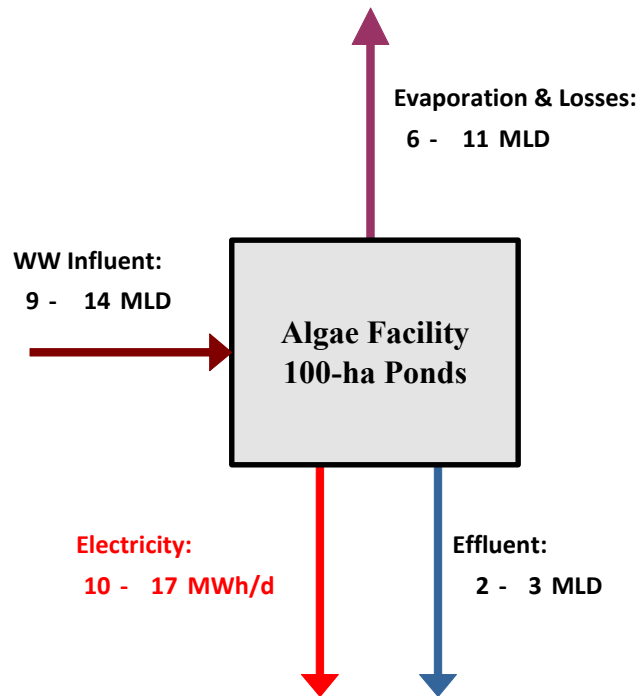 Evaporation & Losses:
6 - 11 MLD
WW Influent:
9 - 14 MLD
Algae Facility
100-ha Ponds
Electricity:
10 - 17 MWh/d
Effluent:
2 - 3 MLD